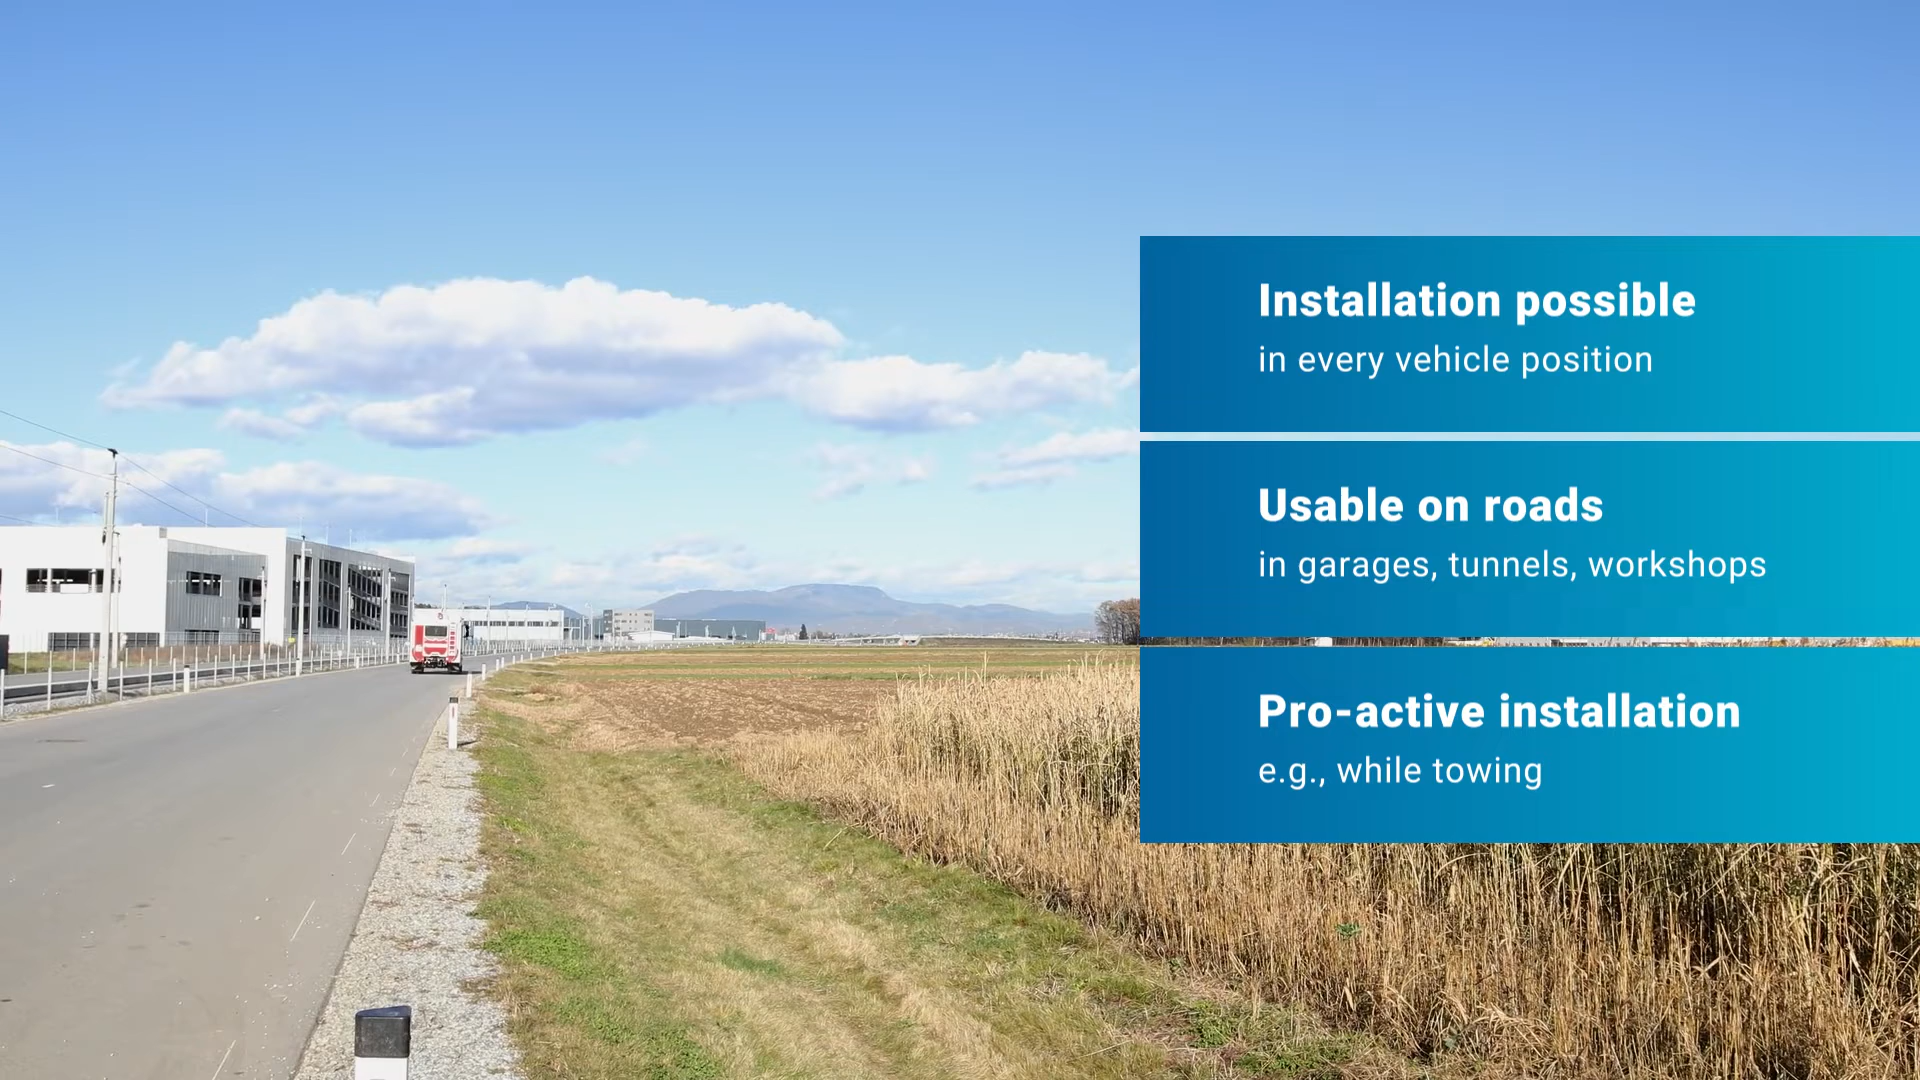 Installation possible
in every vehicle position
Usable on roads
in garages, tunnels, workshops
Pro-active installation
e.g., while towing